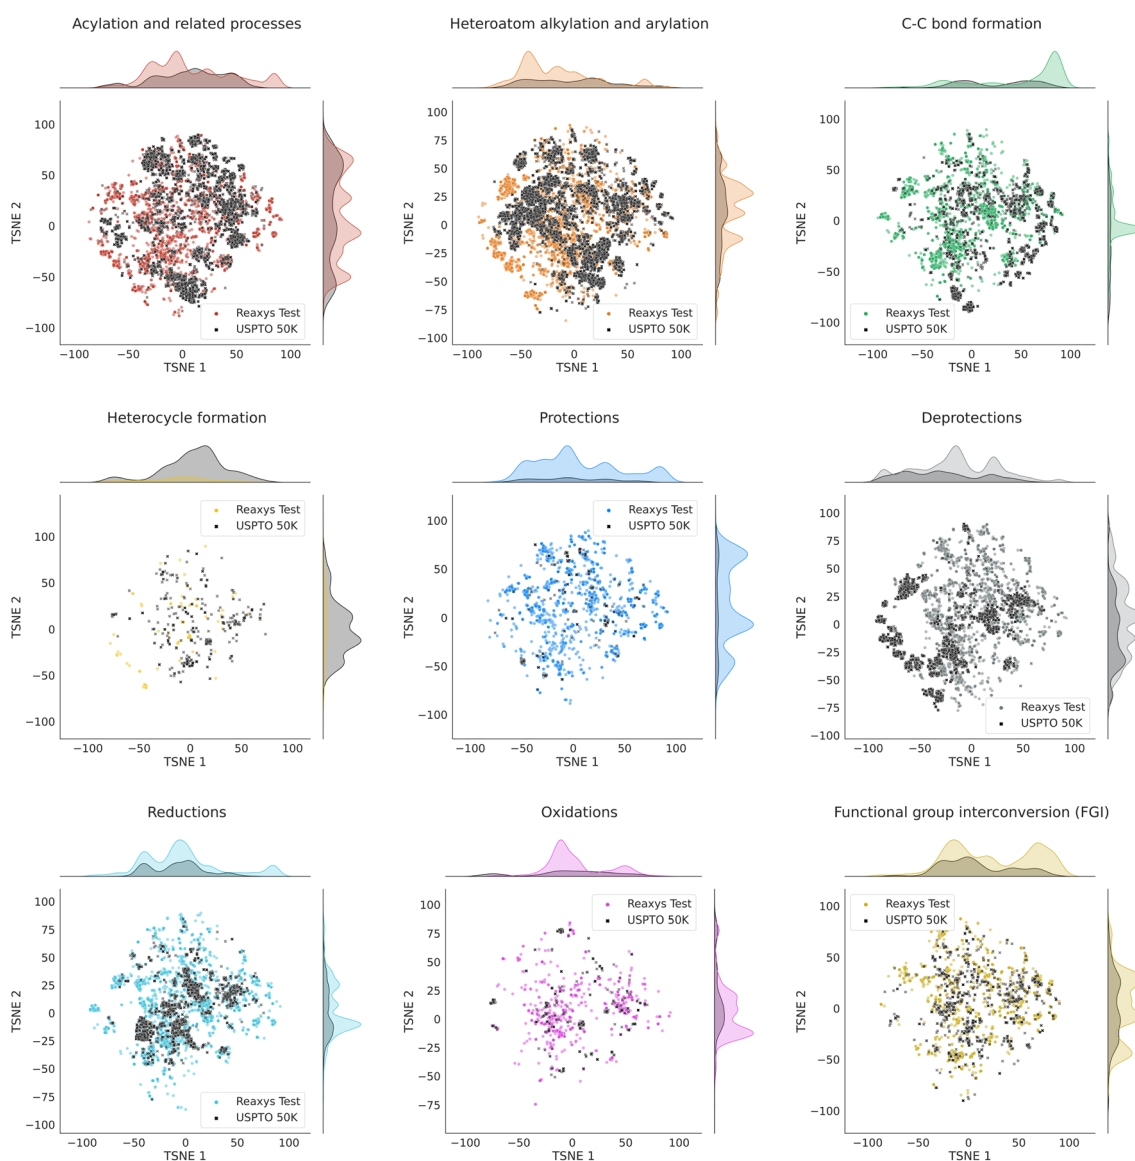 Acylation and related processes
100
50
0
−50
−100
TSNE 2
−100
−50
0
50
100
TSNE 1
Reaxys Test
USPTO 50K
Heteroatom alkylation and arylation
100
75
50
25
0
−25
−50
−75
−100
TSNE 2
−100
−50
0
50
100
TSNE 1
Reaxys Test
USPTO 50K
C-C bond formation
100
50
0
−50
−100
TSNE 2
−100
−50
0
50
100
TSNE 1
Reaxys Test
USPTO 50K
Heterocycle formation
100
50
0
−50
−100
TSNE 2
−100
−50
0
50
100
TSNE 1
Reaxys Test
USPTO 50K
Protections
100
50
0
−50
−100
TSNE 2
−100
−50
0
50
100
TSNE 1
Reaxys Test
USPTO 50K
Deprotections
100
75
50
25
0
−25
−50
−75
−100
TSNE 2
−100
−50
0
50
100
TSNE 1
Reaxys Test
USPTO 50K
Reductions
100
75
50
25
0
−25
−50
−75
−100
TSNE 2
−100
−50
0
50
100
TSNE 1
Reaxys Test
USPTO 50K
Oxidations
100
75
50
25
0
−25
−50
−75
TSNE 2
−100
−50
0
50
100
TSNE 1
Reaxys Test
USPTO 50K
Functional group interconversion (FGI)
100
50
0
−50
−100
TSNE 2
−100
−50
0
50
100
TSNE 1
Reaxys Test
USPTO 50K